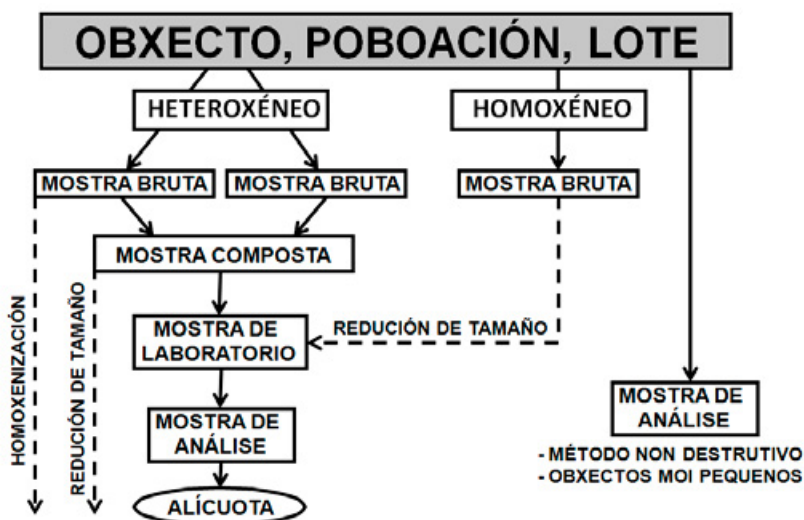 OBXECTO, POBOACIÓN, LOTE
HETEROXÉNEO
HOMOXÉNEO
MOSTRA BRUTA
MOSTRA BRUTA
MOSTRA BRUTA
MOSTRA COMPOSTA
HOMOXENIZACIÓN
REDUCIÓN DE TAMAÑO
MOSTRA DE
LABORATORIO
REDUCIÓN DE TAMAÑO
MOSTRA DE
ANÁLISE
ALÍCUOTA
MOSTRA DE
ANÁLISE
- MÉTODO NON DESTRUTIVO
- OBXECTOS MOI PEQUENOS